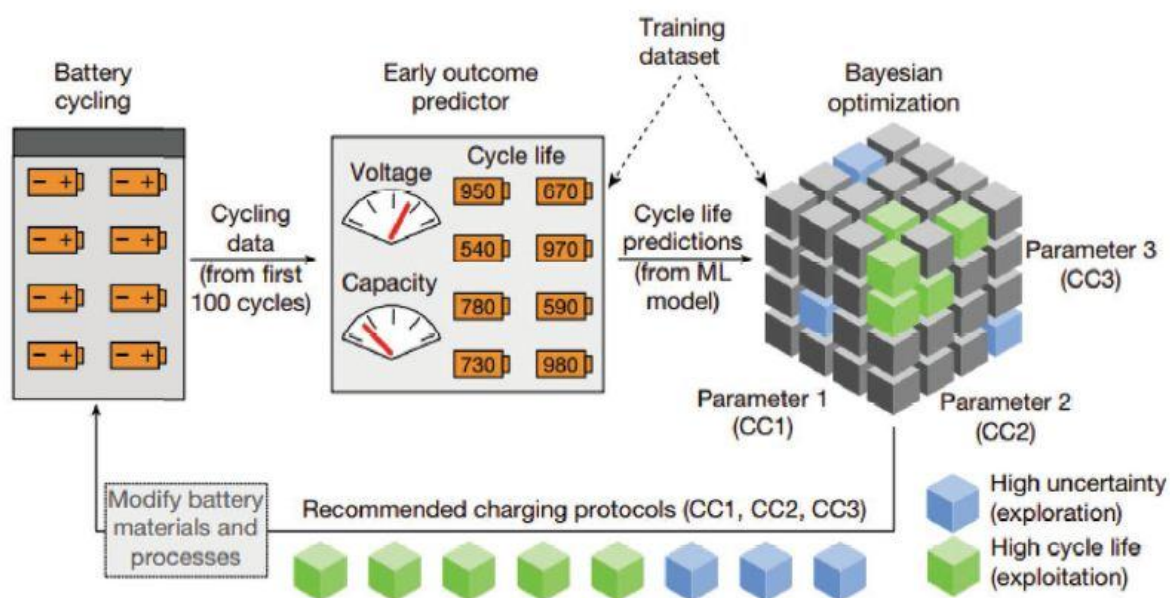 Battery
cycling
Early outcome
predictor
Training
dataset
Bayesian
optimization
Voltage
Capacity
Cycle life
950 670
540 970
780 590
730 980
Cycling
data
(from first
100 cycles)
Cycle life
predictions
(from ML
model)
Parameter 3
(CC3)
Parameter 1
(CC1)
Parameter 2
(CC2)
- + - +
- + - +
- + - +
- + - +
Modify battery
materials and
processes
Recommended charging protocols (CC1, CC2, CC3)
High uncertainty
(exploration)
High cycle life
(exploitation)